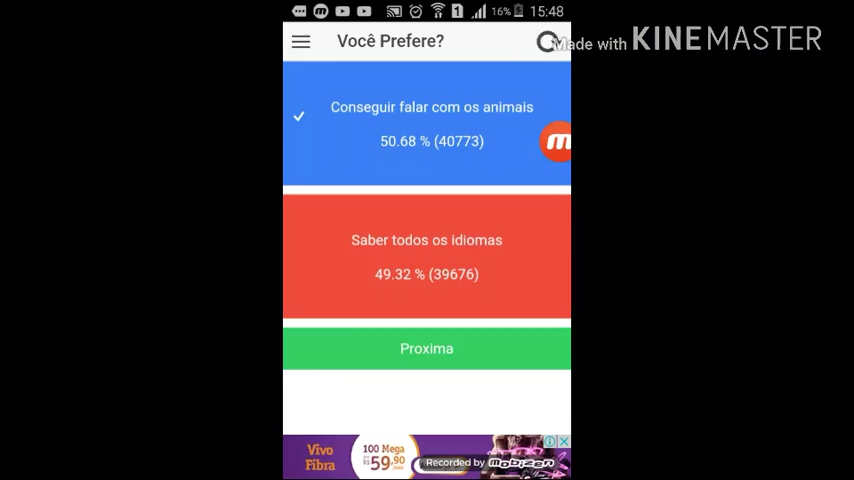 16% 15:48
Você Prefere?
Made with KINEMASTER
Conseguir falar com os animais
50.68 % (40773)
Saber todos os idiomas
49.32 % (39676)
Proxima
Vivo
Fibra
100 Mega
59,90
Recorded by mobizen